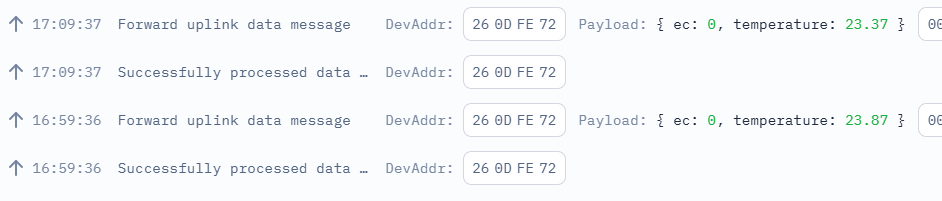 ↑ 17:09:37 Forward uplink data message DevAddr: 26 0D FE 72 Payload: { ec: 0, temperature: 23.37 } 00
↑ 17:09:37 Successfully processed data … DevAddr: 26 0D FE 72
↑ 16:59:36 Forward uplink data message DevAddr: 26 0D FE 72 Payload: { ec: 0, temperature: 23.87 } 00
↑ 16:59:36 Successfully processed data … DevAddr: 26 0D FE 72